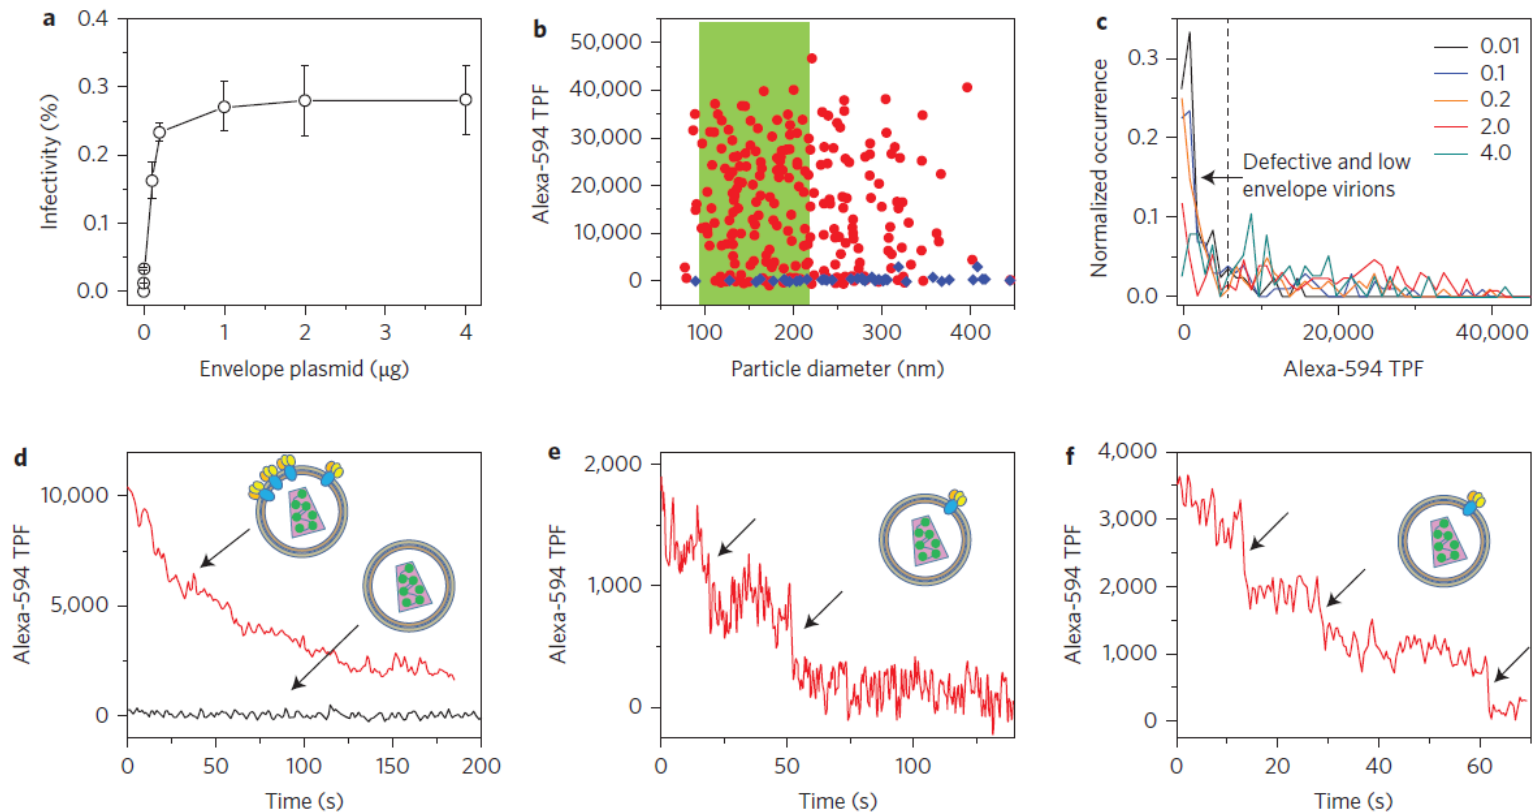 a
0.4
0.3
0.2
0.1
0.0
Infectivity (%)
0
1
2
3
4
Envelope plasmid (µg)
b
50,000
40,000
30,000
20,000
10,000
0
Alexa-594 TPF
100
200
300
400
Particle diameter (nm)
c
0.3
0.2
0.1
0.0
Normalized occurrence
0.01
0.1
0.2
2.0
4.0
Defective and low
envelope virions
0
20,000
40,000
Alexa-594 TPF
d
10,000
5,000
0
Alexa-594 TPF
0
50
100
150
200
Time (s)
e
2,000
1,000
0
Alexa-594 TPF
0
50
100
Time (s)
f
4,000
3,000
2,000
1,000
0
Alexa-594 TPF
0
20
40
60
Time (s)